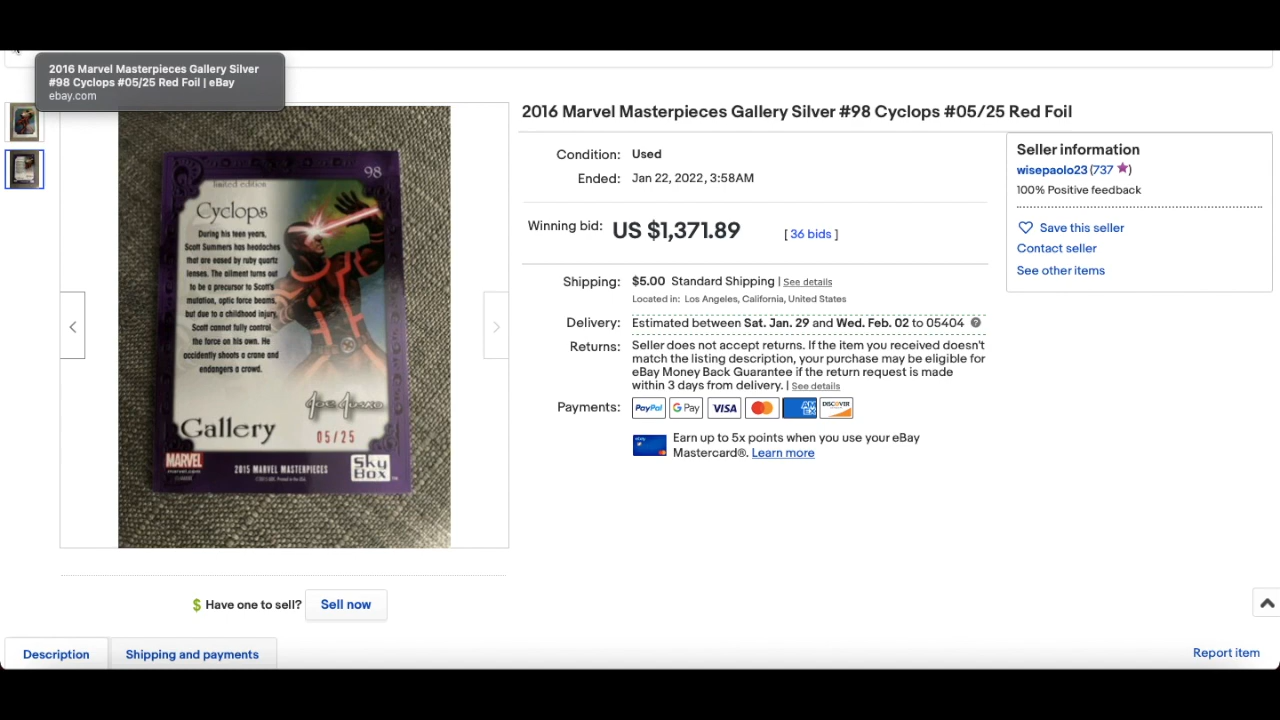 2016 Marvel Masterpieces Gallery Silver
#98 Cyclops #05/25 Red Foil | eBay
ebay.com
98
limited edition
Cyclops
During his teen years,
Scott Summers has headaches
that are eased by ruby quartz
lenses. The ailment turns out
to be a precursor to Scott's
mutation, optic force beams,
but due to a childhood injury,
Scott cannot fully control
the force on his own. He
accidently shoots a crane and
endangers a crowd.
Joe Jusko
Gallery
05/25
MARVEL
marvel.com
2015 MARVEL MASTERPIECES
SkyBox
2016 Marvel Masterpieces Gallery Silver #98 Cyclops #05/25 Red Foil
Condition: Used
Ended: Jan 22, 2022, 3:58AM
Winning bid: US $1,371.89 [ 36 bids ]
Shipping: $5.00 Standard Shipping | See details
Located in: Los Angeles, California, United States
Delivery: Estimated between Sat. Jan. 29 and Wed. Feb. 02 to 05404
Returns: Seller does not accept returns. If the item you received doesn't
match the listing description, your purchase may be eligible for
eBay Money Back Guarantee if the return request is made
within 3 days from delivery. | See details
Payments: PayPal G Pay VISA AM EX DISCOVER
Earn up to 5x points when you use your eBay
Mastercard®. Learn more
Seller information
wisepaolo23 (737 )
100% Positive feedback
Save this seller
Contact seller
See other items
Have one to sell? Sell now
Description Shipping and payments
Report item